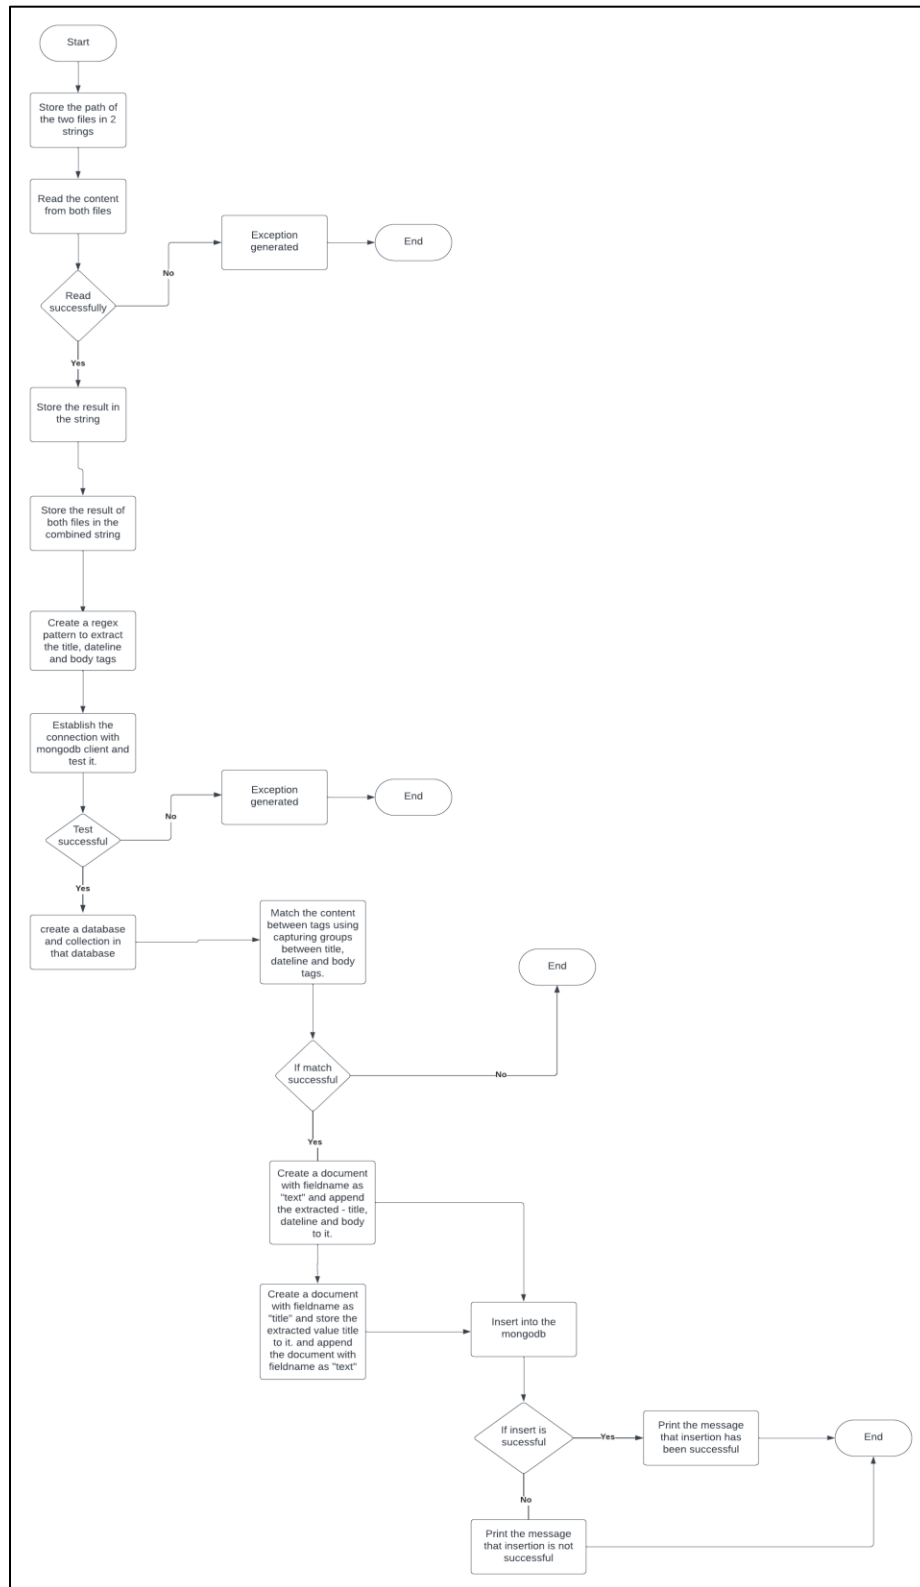 Start
Store the path of
the two files in 2
strings
Read the content
from both files
Exception
generated
End
No
Read
successfully
Yes
Store the result in
the string
Store the result of
both files in the
combined string
Create a regex
pattern to extract
the title, dateline
and body tags
Establish the
connection with
mongodb client and
test it.
Exception
generated
End
No
Test
successful
Yes
create a database
and collection in
that database
Match the content
between tags using
capturing groups
between title,
dateline and body
tags.
End
If match
successful
No
Yes
Create a document
with fieldname as
"text" and append
the extracted - title,
dateline and body
to it.
Create a document
with fieldname as
"title" and store the
extracted value title
to it. and append
the document with
fieldname as "text"
Insert into the
mongodb
If insert is
sucessful
Yes
Print the message
that insertion has
been successful
End
No
Print the message
that insertion is not
successful